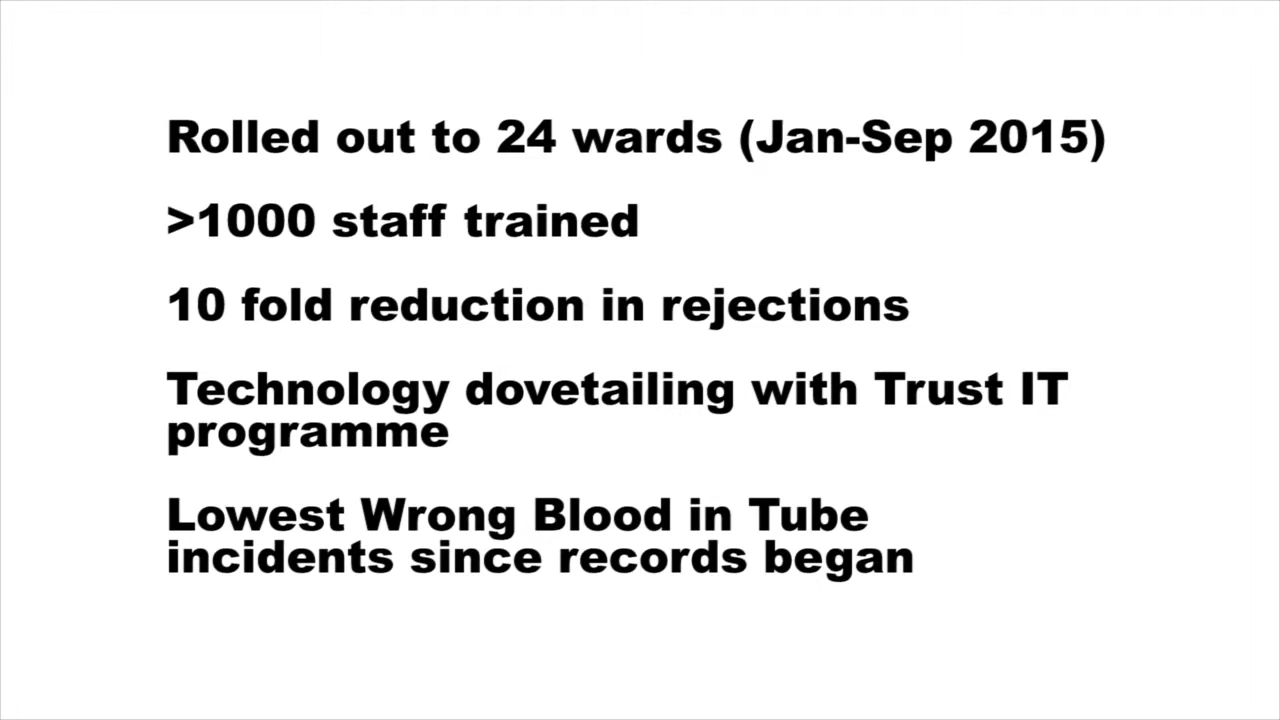 Rolled out to 24 wards (Jan-Sep 2015)
>1000 staff trained
10 fold reduction in rejections
Technology dovetailing with Trust IT
programme
Lowest Wrong Blood in Tube
incidents since records began